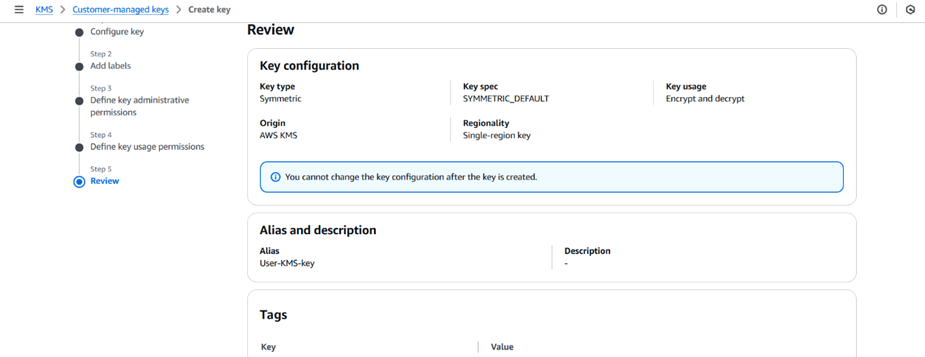 KMS > Customer-managed keys > Create key
Configure key
Step 2
Add labels
Step 3
Define key administrative
permissions
Step 4
Define key usage permissions
Step 5
Review
Review
Key configuration
Key type
Symmetric
Key spec
SYMMETRIC_DEFAULT
Key usage
Encrypt and decrypt
Origin
AWS KMS
Regionality
Single-region key
You cannot change the key configuration after the key is created.
Alias and description
Alias
User-KMS-key
Description
-
Tags
Key
Value